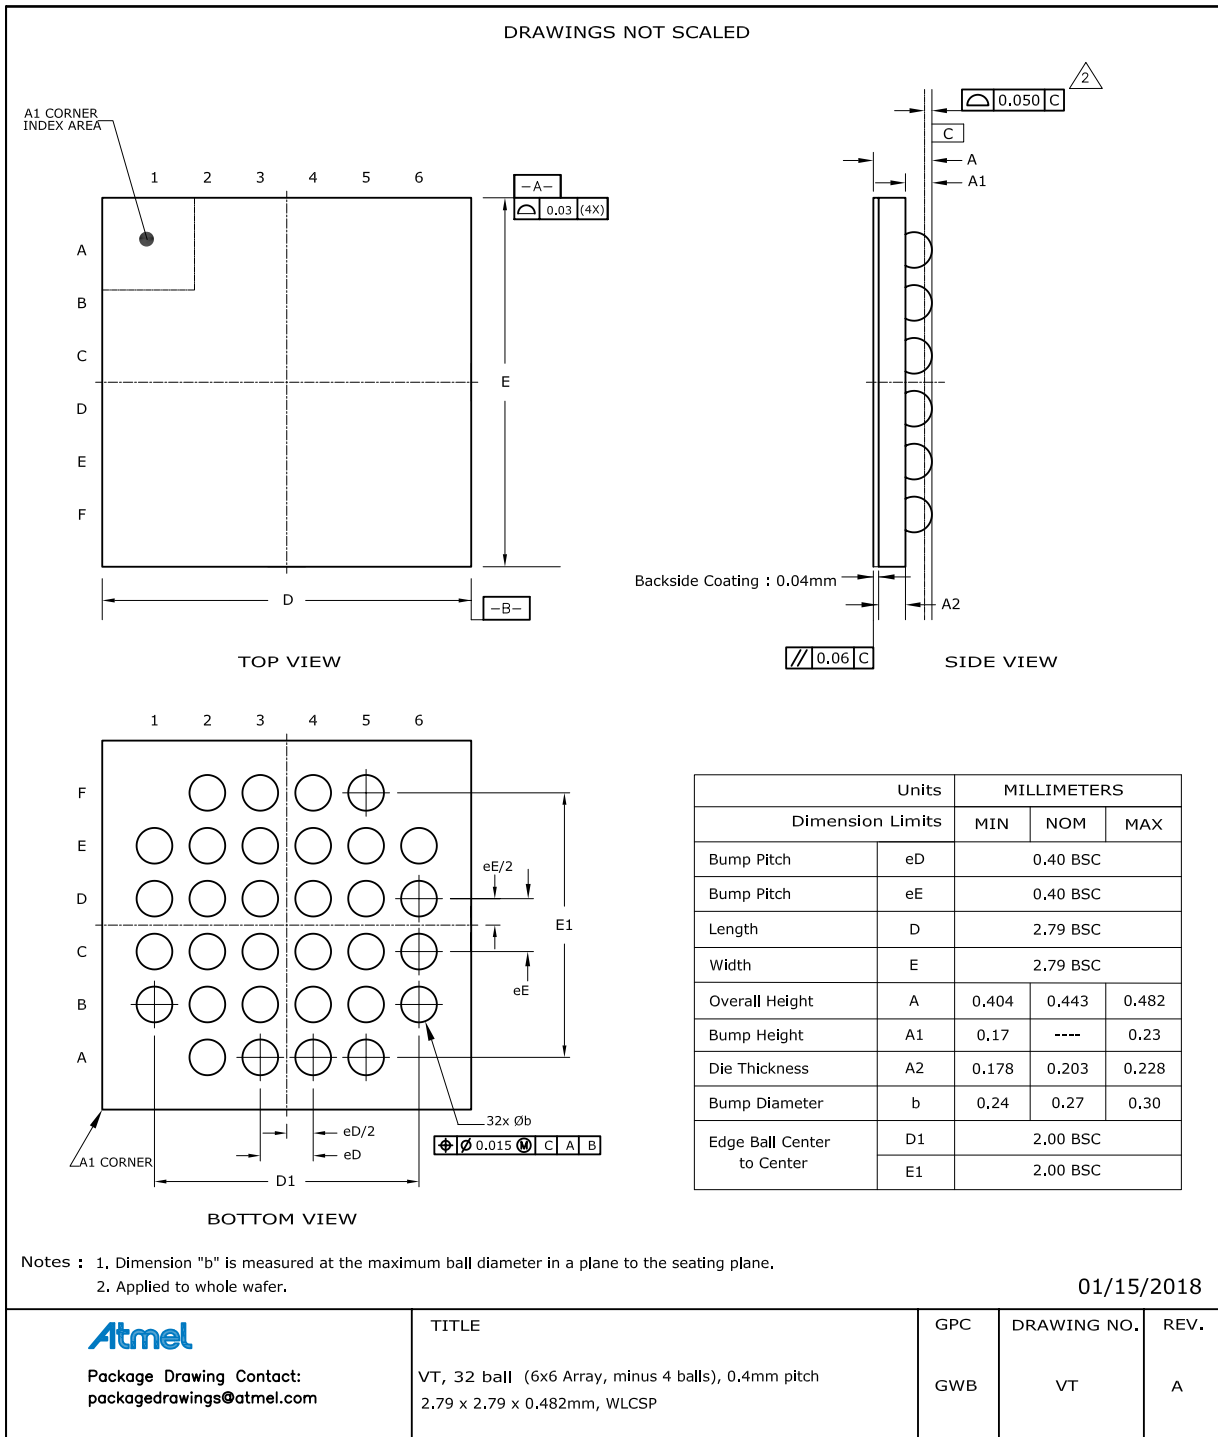 DRAWINGS NOT SCALED
A1 CORNER
INDEX AREA
1 2 3 4 5 6
A
B
C
D
E
F
-A-
0.03 (4X)
E
D
-B-
TOP VIEW
2
0.050 C
C
A
A1
Backside Coating : 0.04mm
A2
// 0.06 C
SIDE VIEW
1 2 3 4 5 6
F
E
D
C
B
A
eE/2
E1
eE
32x Øb
⌖ Ø 0.015 Ⓜ C A B
eD/2
eD
D1
A1 CORNER
BOTTOM VIEW
Units MILLIMETERS
Dimension Limits MIN NOM MAX
Bump Pitch eD 0.40 BSC
Bump Pitch eE 0.40 BSC
Length D 2.79 BSC
Width E 2.79 BSC
Overall Height A 0.404 0.443 0.482
Bump Height A1 0.17 ---- 0.23
Die Thickness A2 0.178 0.203 0.228
Bump Diameter b 0.24 0.27 0.30
Edge Ball Center
to Center
D1 2.00 BSC
E1 2.00 BSC
Notes : 1. Dimension "b" is measured at the maximum ball diameter in a plane to the seating plane.
2. Applied to whole wafer.
01/15/2018
Atmel
Package Drawing Contact:
packagedrawings@atmel.com
TITLE
VT, 32 ball (6x6 Array, minus 4 balls), 0.4mm pitch
2.79 x 2.79 x 0.482mm, WLCSP
GPC
GWB
DRAWING NO.
VT
REV.
A